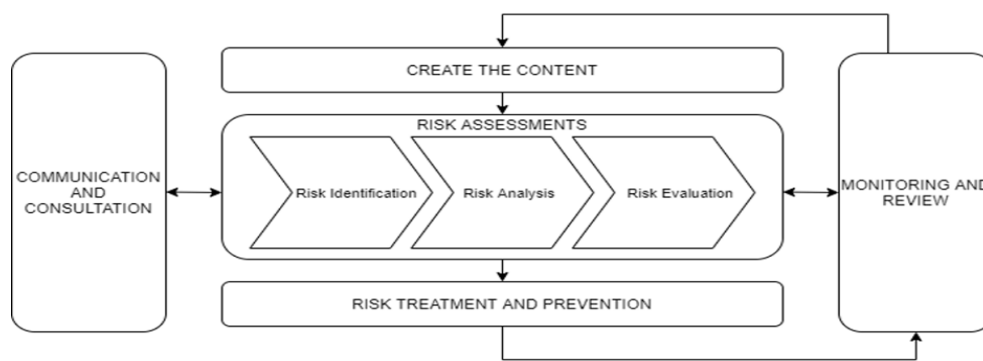 CREATE THE CONTENT
COMMUNICATION
AND
CONSULTATION
RISK ASSESSMENTS
Risk Identification
Risk Analysis
Risk Evaluation
MONITORING AND
REVIEW
RISK TREATMENT AND PREVENTION